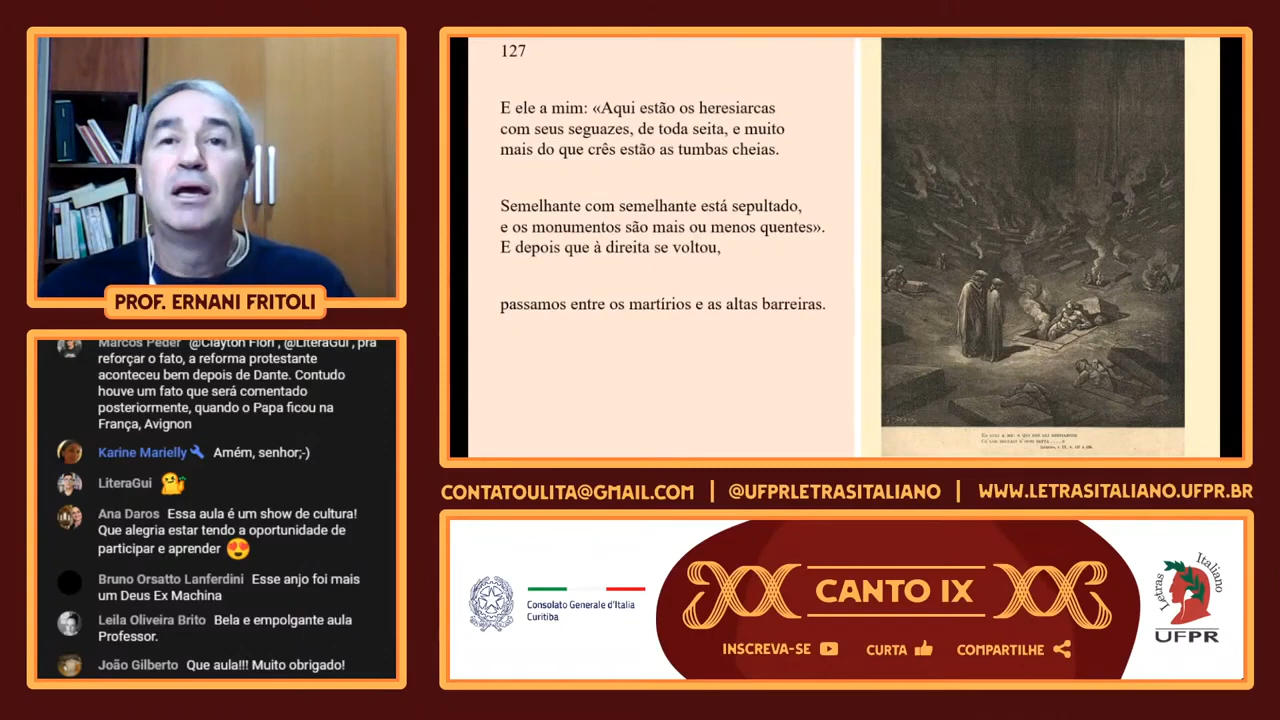 127
E ele a mim: «Aqui estão os heresiarcas
com seus seguazes, de toda seita, e muito
mais do que crês estão as tumbas cheias.
Semelhante com semelhante está sepultado,
e os monumentos são mais ou menos quentes».
E depois que à direita se voltou,
passamos entre os martírios e as altas barreiras.
PROF. ERNANI FRITOLI
Marcos Peder @Clayton Fiori , @LiteraGui , pra
reforçar o fato, a reforma protestante
aconteceu bem depois de Dante. Contudo
houve um fato que será comentado
posteriormente, quando o Papa ficou na
França, Avignon
Karine Marielly Amém, senhor;-)
LiteraGui
Ana Daros Essa aula é um show de cultura!
Que alegria estar tendo a oportunidade de
participar e aprender
Bruno Orsatto Lanferdini Esse anjo foi mais
um Deus Ex Machina
Leila Oliveira Brito Bela e empolgante aula
Professor.
João Gilberto Que aula!!! Muito obrigado!
CONTATOULITA@GMAIL.COM | @UFPRLETRASITALIANO | WWW.LETRASITALIANO.UFPR.BR
Consolato Generale d'Italia
Curitiba
CANTO IX
INSCREVA-SE CURTA COMPARTILHE
Letras Italiano
UFPR